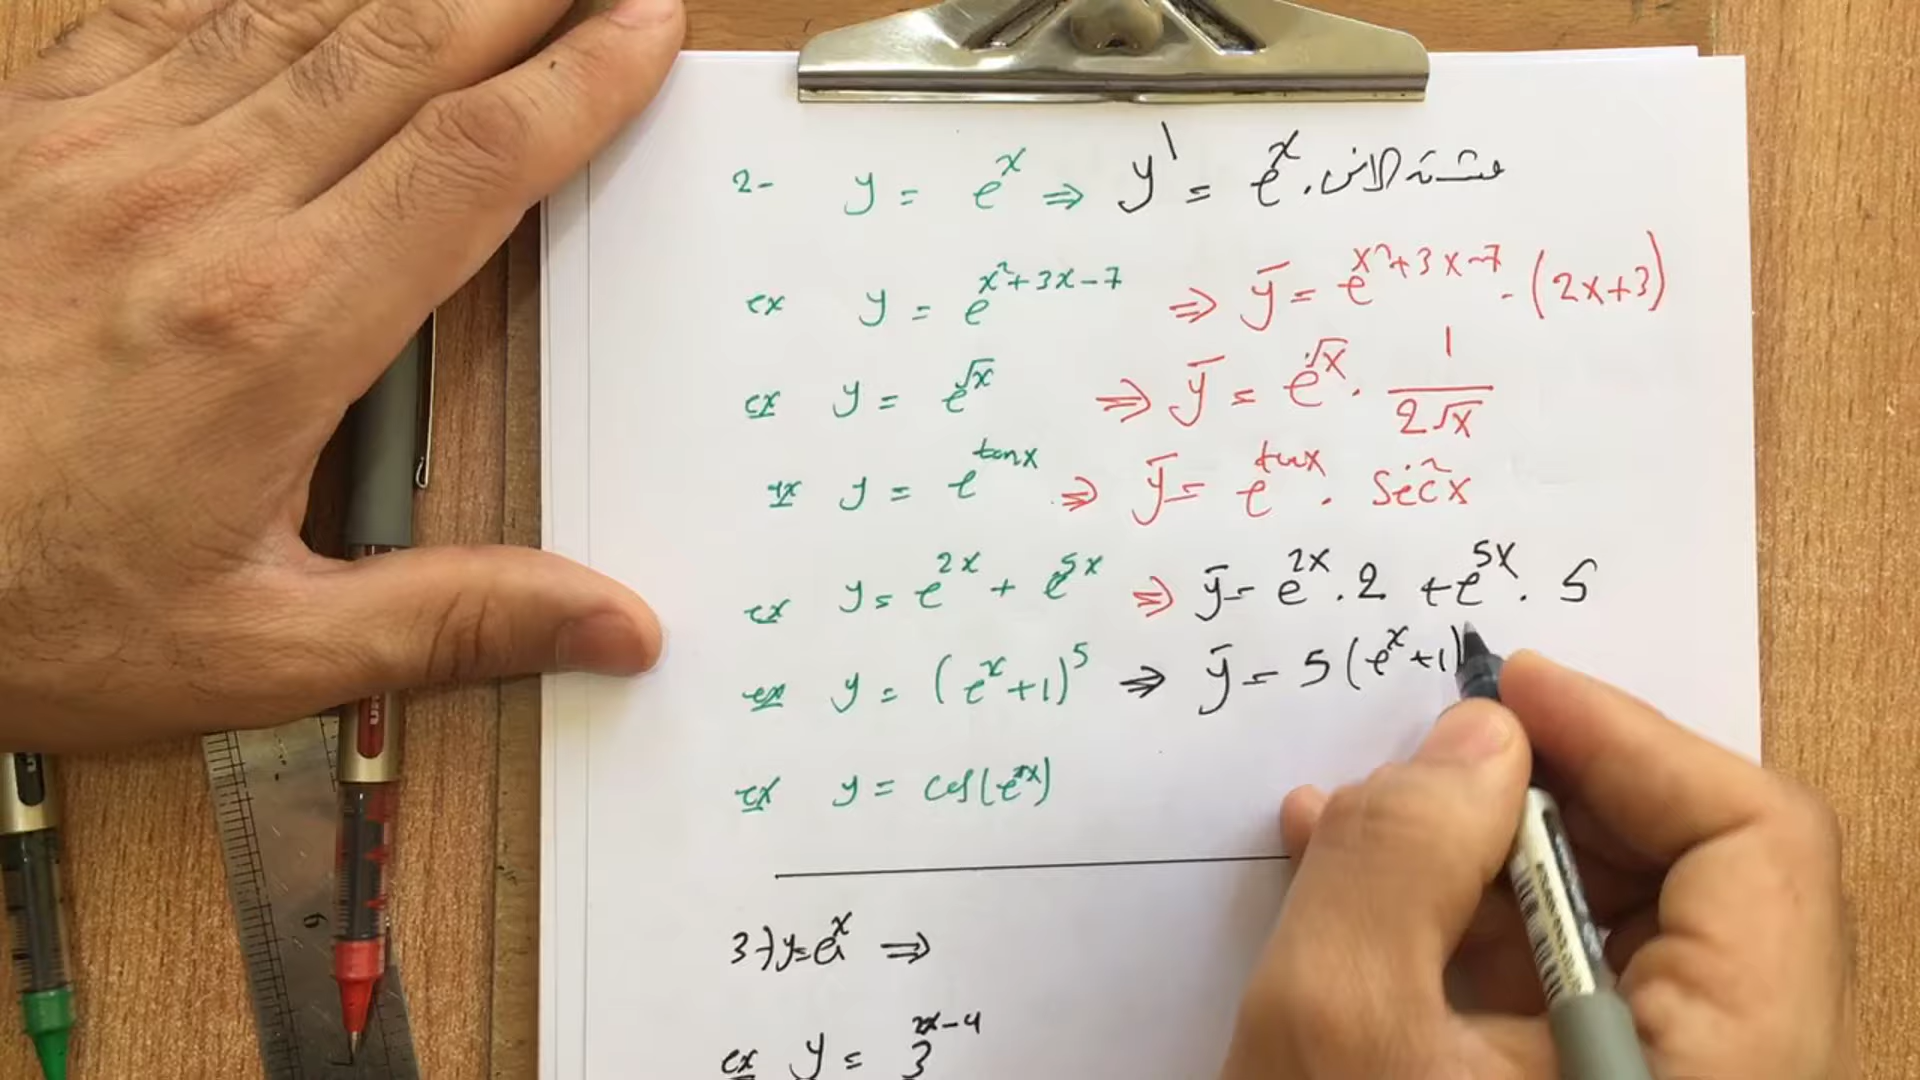 2- y = e^x ⇒ y' = e^x . مشتقة الاس
ex y = e^{x²+3x-7} ⇒ ȳ = e^{x²+3x-7} . (2x+3)
ex y = e^{√x} ⇒ ȳ = e^{√x} . 1/(2√x)
ex y = e^{tanx} ⇒ ȳ = e^{tanx} . sec²x
ex y = e^{2x} + e^{5x} ⇒ ȳ = e^{2x} . 2 + e^{5x} . 5
ex y = (e^x+1)^5 ⇒ ȳ = 5(e^x+1)
ex y = cos(e^{πx})
3) y = a^x ⇒
ex y = 3^{2x-4}
6